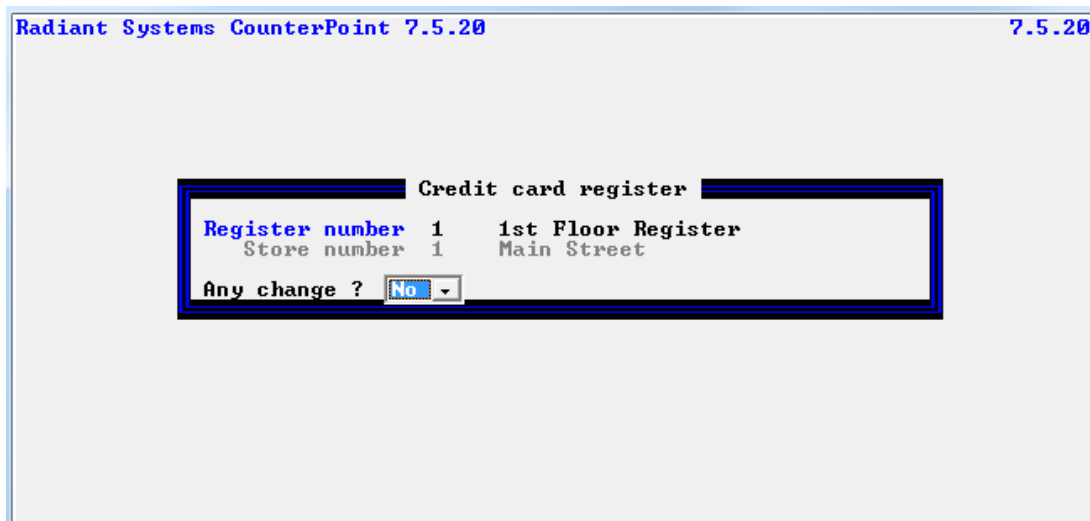 Radiant Systems CounterPoint 7.5.20 7.5.20
Credit card register
Register number 1 1st Floor Register
Store number 1 Main Street
Any change ? No